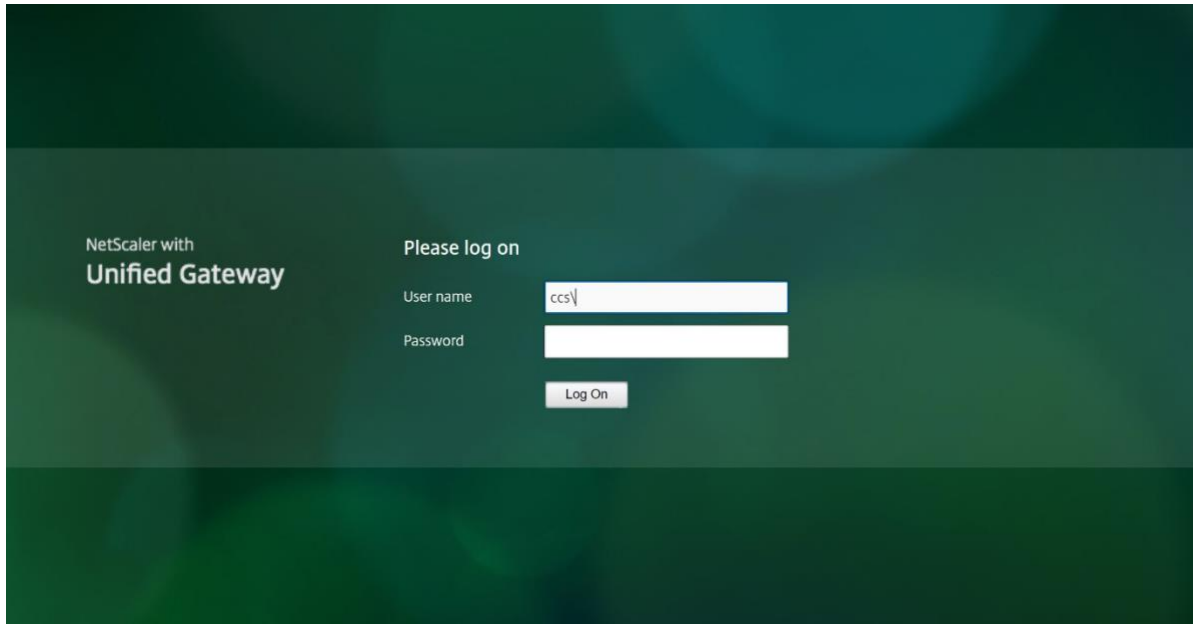 NetScaler with
Unified Gateway
Please log on
User name
ccs\
Password
Log On